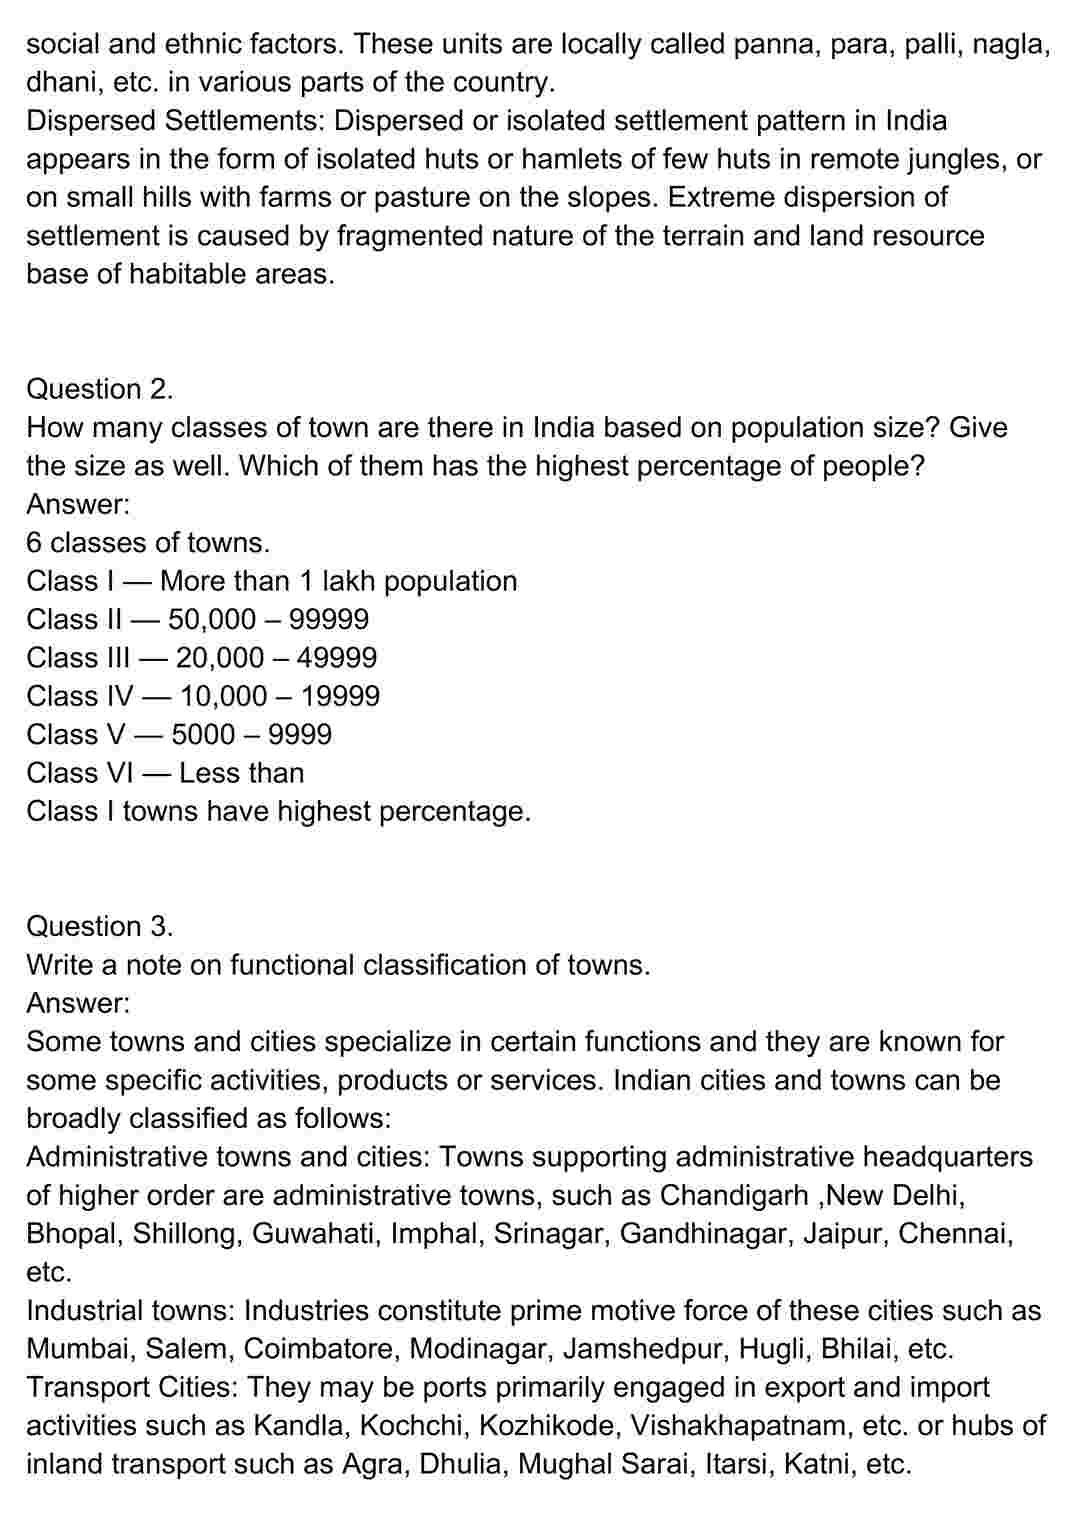 social and ethnic factors. These units are locally called panna, para, palli, nagla,
dhani, etc. in various parts of the country.
Dispersed Settlements: Dispersed or isolated settlement pattern in India
appears in the form of isolated huts or hamlets of few huts in remote jungles, or
on small hills with farms or pasture on the slopes. Extreme dispersion of
settlement is caused by fragmented nature of the terrain and land resource
base of habitable areas.
Question 2.
How many classes of town are there in India based on population size? Give
the size as well. Which of them has the highest percentage of people?
Answer:
6 classes of towns.
Class I — More than 1 lakh population
Class II — 50,000 – 99999
Class III — 20,000 – 49999
Class IV — 10,000 – 19999
Class V — 5000 – 9999
Class VI — Less than
Class I towns have highest percentage.
Question 3.
Write a note on functional classification of towns.
Answer:
Some towns and cities specialize in certain functions and they are known for
some specific activities, products or services. Indian cities and towns can be
broadly classified as follows:
Administrative towns and cities: Towns supporting administrative headquarters
of higher order are administrative towns, such as Chandigarh ,New Delhi,
Bhopal, Shillong, Guwahati, Imphal, Srinagar, Gandhinagar, Jaipur, Chennai,
etc.
Industrial towns: Industries constitute prime motive force of these cities such as
Mumbai, Salem, Coimbatore, Modinagar, Jamshedpur, Hugli, Bhilai, etc.
Transport Cities: They may be ports primarily engaged in export and import
activities such as Kandla, Kochchi, Kozhikode, Vishakhapatnam, etc. or hubs of
inland transport such as Agra, Dhulia, Mughal Sarai, Itarsi, Katni, etc.